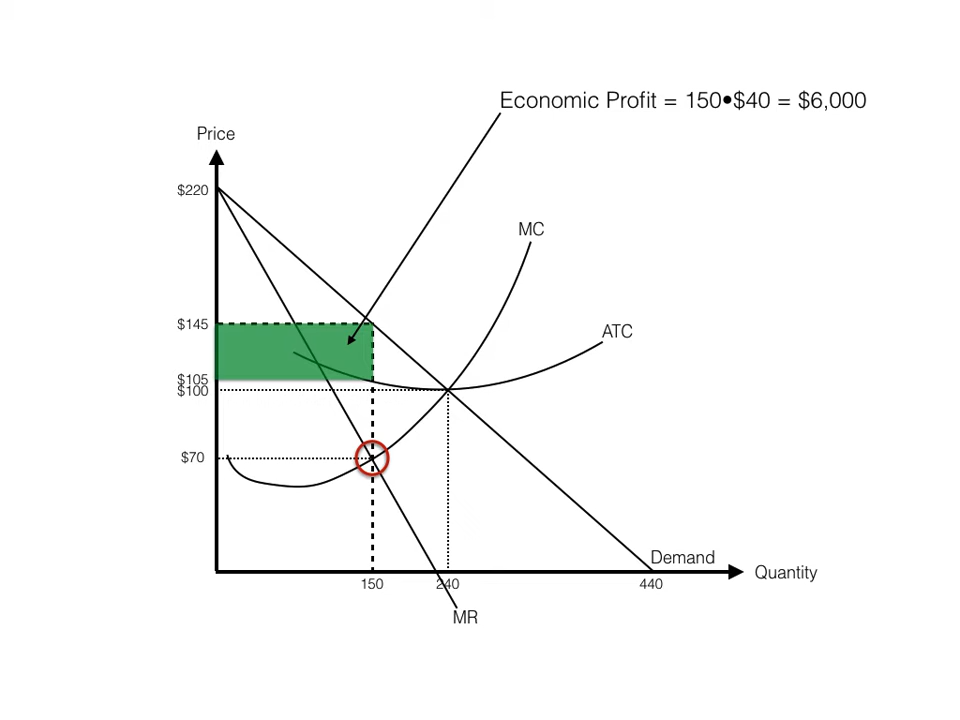 Economic Profit = 150•$40 = $6,000
Price
$220
MC
$145
ATC
$105
$100
$70
Demand
Quantity
150
240
440
MR